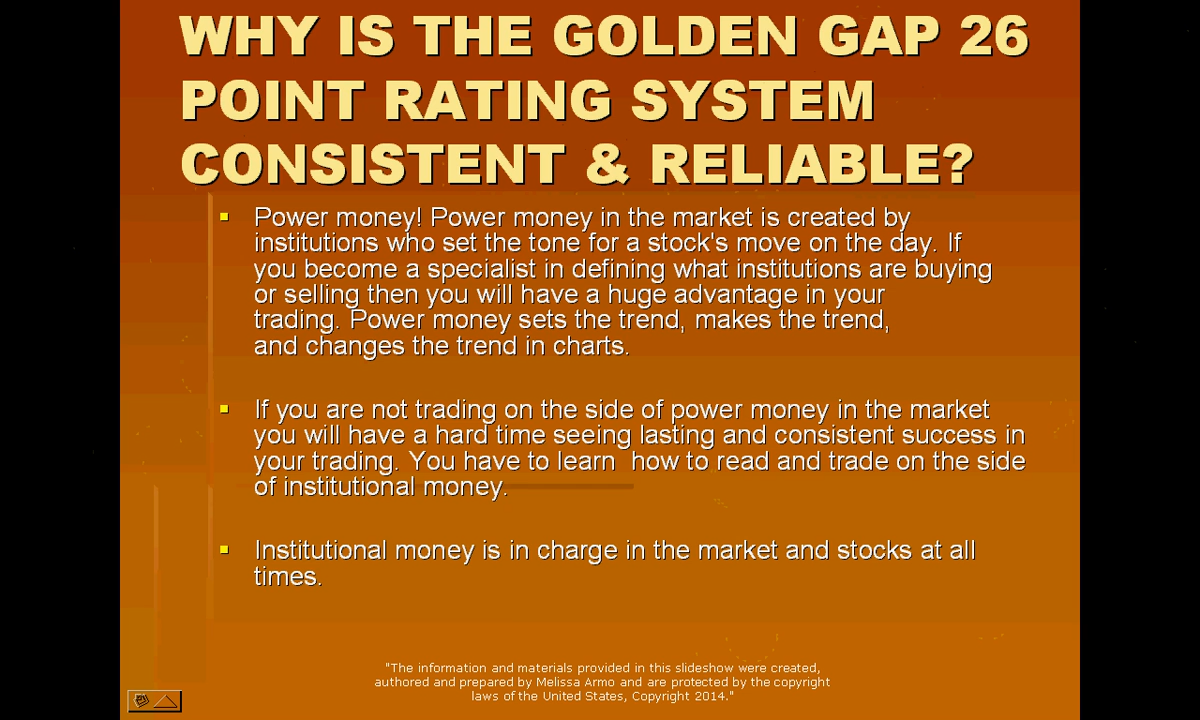 WHY IS THE GOLDEN GAP 26
POINT RATING SYSTEM
CONSISTENT & RELIABLE?
Power money! Power money in the market is created by
institutions who set the tone for a stock's move on the day. If
you become a specialist in defining what institutions are buying
or selling then you will have a huge advantage in your
trading. Power money sets the trend, makes the trend,
and changes the trend in charts.
If you are not trading on the side of power money in the market
you will have a hard time seeing lasting and consistent success in
your trading. You have to learn  how to read and trade on the side
of institutional money.
Institutional money is in charge in the market and stocks at all
times.
"The information and materials provided in this slideshow were created,
authored and prepared by Melissa Armo and are protected by the copyright
laws of the United States, Copyright 2014."